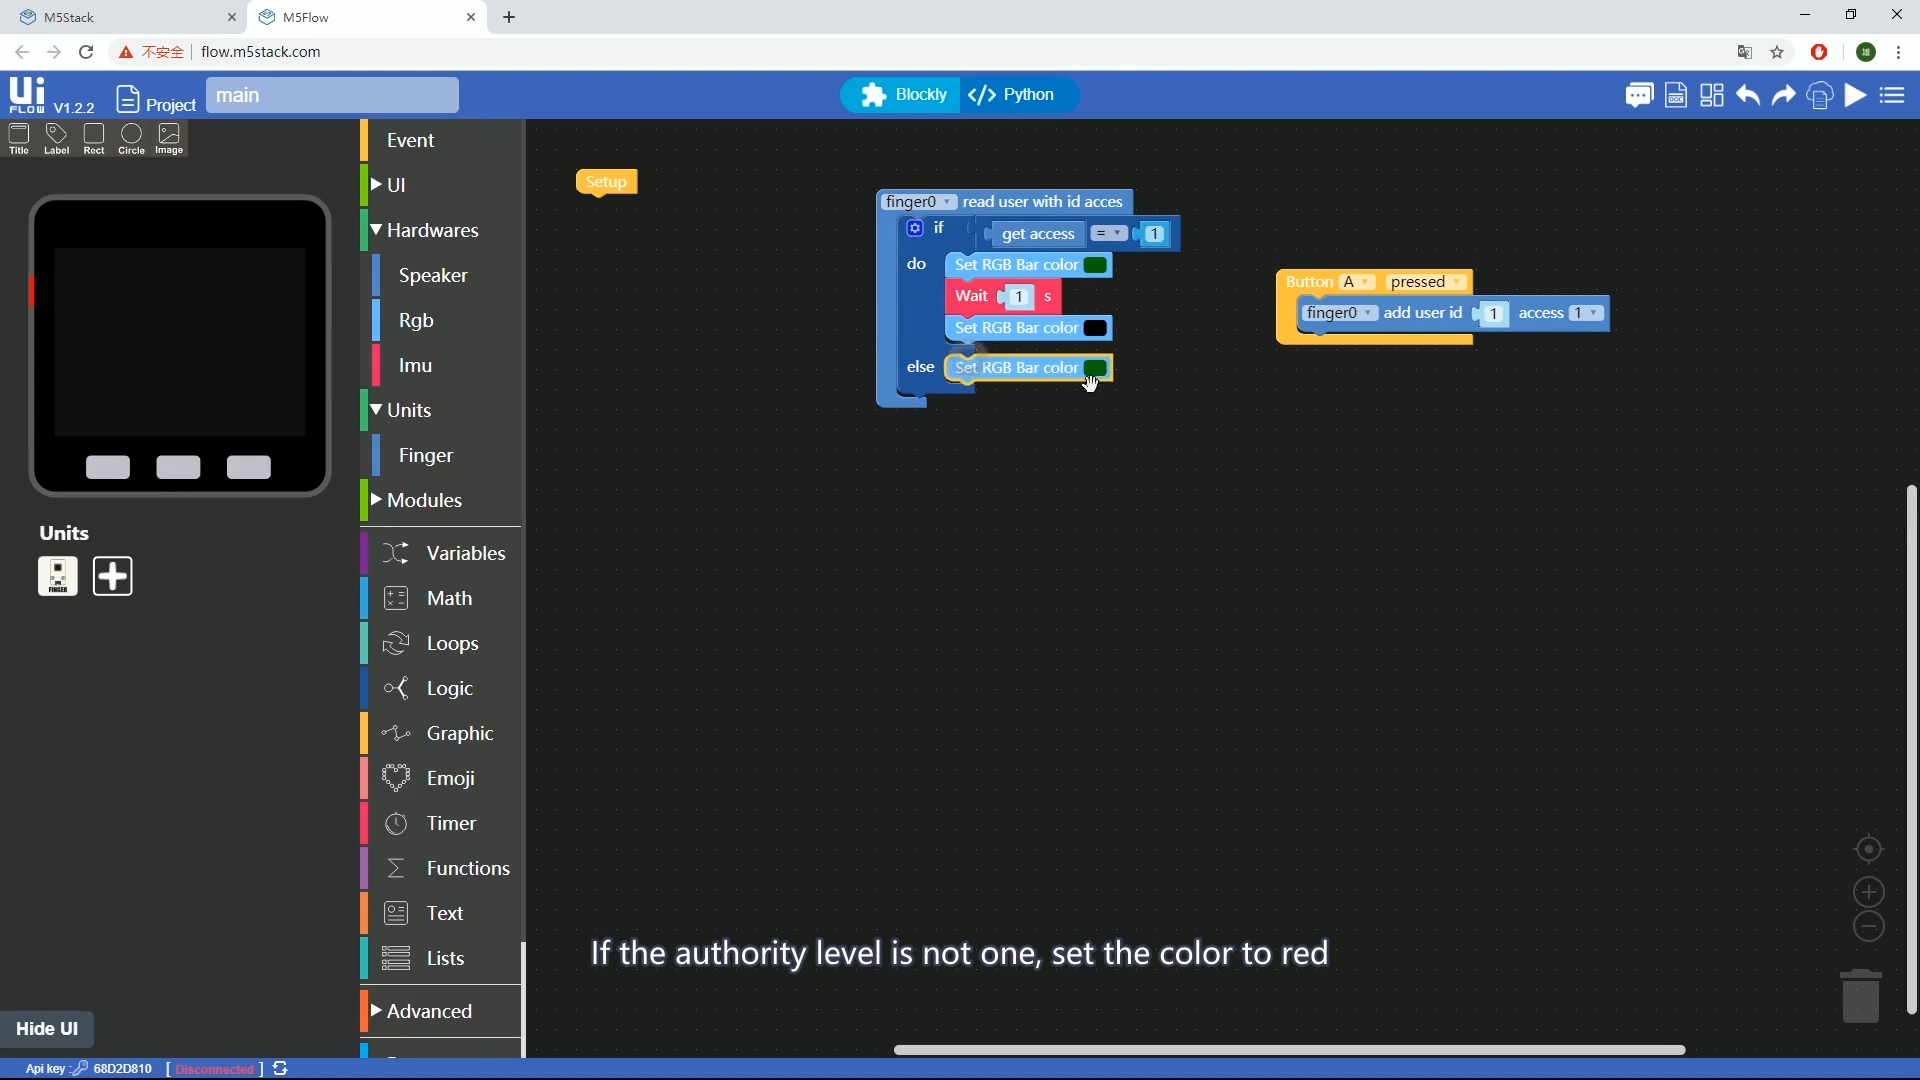 M5Stack
M5Flow
不安全
flow.m5stack.com
Ui
FLOW
V1.2.2
Project
main
Blockly
</> Python
DOC
Title
Label
Rect
Circle
Image
Units
FINGER
Hide UI
Event
UI
Hardwares
Speaker
Rgb
Imu
Units
Finger
Modules
Variables
Math
Loops
Logic
Graphic
Emoji
Timer
Functions
Text
Lists
Advanced
Setup
finger0 read user with id acces
if get access = 1
do Set RGB Bar color
Wait 1 s
Set RGB Bar color
else Set RGB Bar color
Button A pressed
finger0 add user id 1 access 1
If the authority level is not one, set the color to red
Api key : 68D2D810 [ Disconnected ]